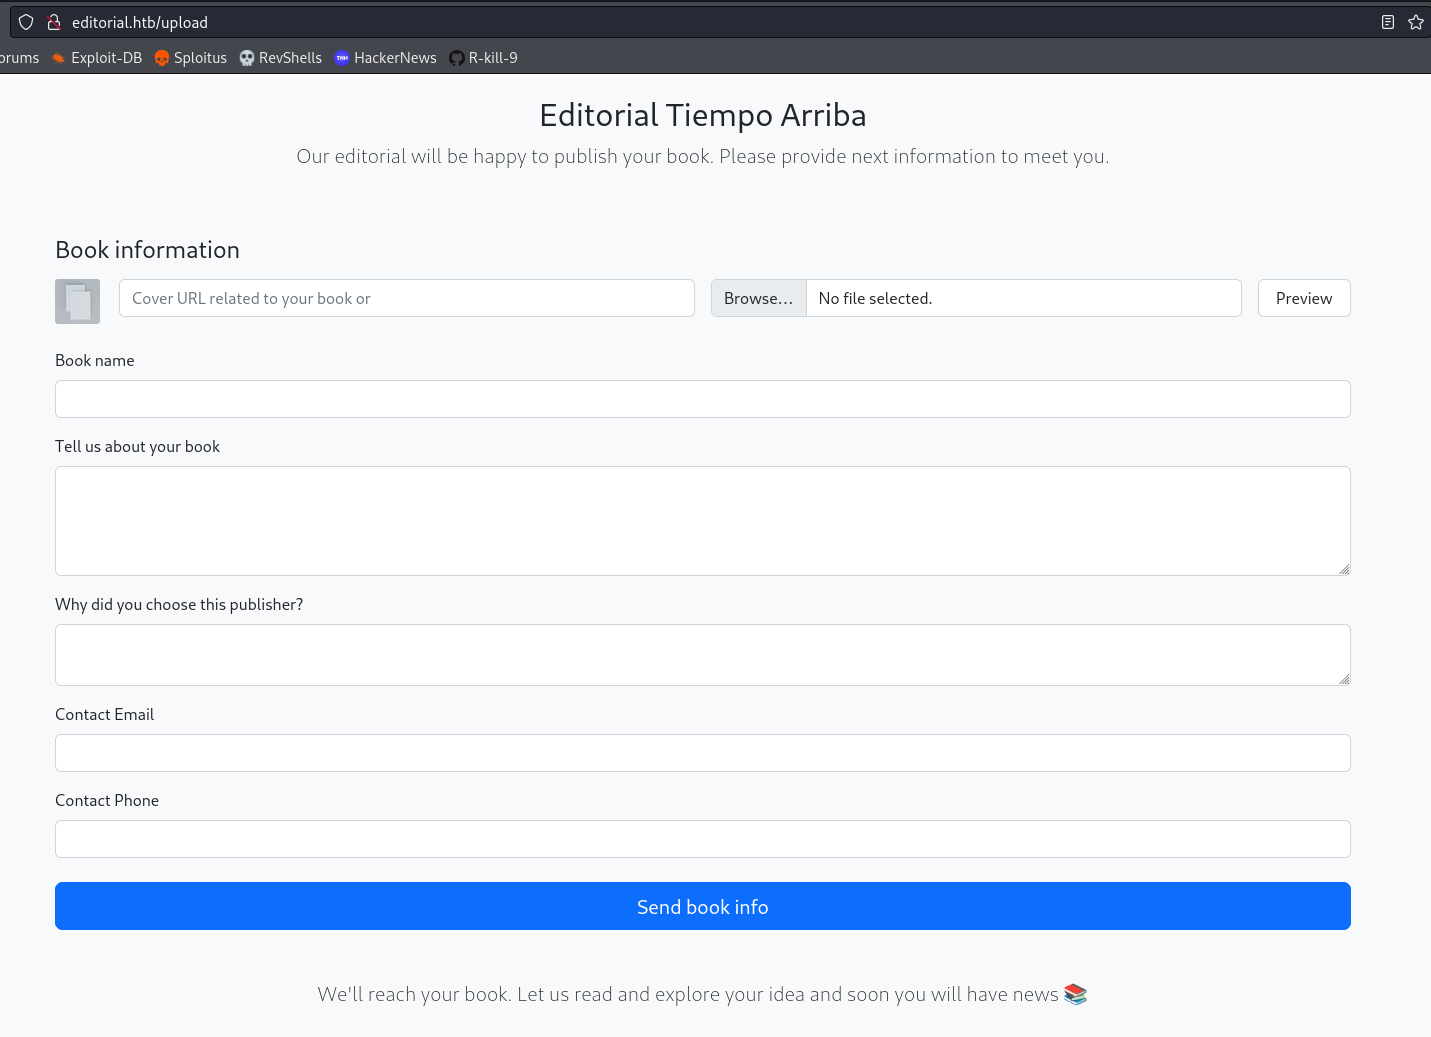 editorial.htb/upload
orums Exploit-DB Sploitus RevShells THN HackerNews R-kill-9
Editorial Tiempo Arriba
Our editorial will be happy to publish your book. Please provide next information to meet you.
Book information
Cover URL related to your book or Browse... No file selected. Preview
Book name
Tell us about your book
Why did you choose this publisher?
Contact Email
Contact Phone
Send book info
We'll reach your book. Let us read and explore your idea and soon you will have news 📚